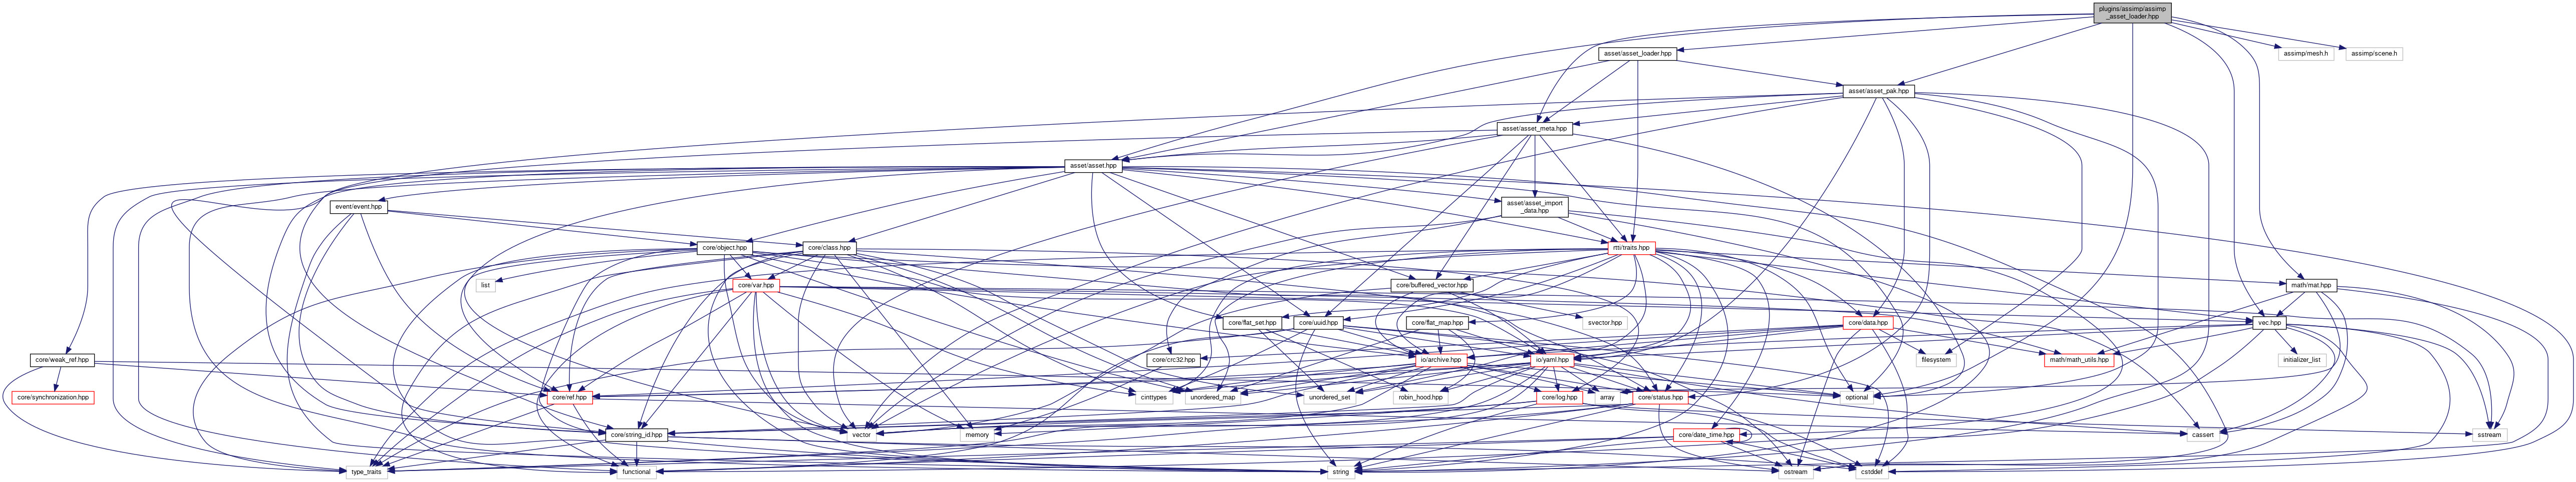 plugins/assimp/assimp
_asset_loader.hpp
asset/asset_loader.hpp
assimp/mesh.h
assimp/scene.h
asset/asset_pak.hpp
asset/asset_meta.hpp
asset/asset.hpp
event/event.hpp
asset/asset_import
_data.hpp
core/object.hpp
core/class.hpp
rtti/traits.hpp
list
core/var.hpp
core/buffered_vector.hpp
math/mat.hpp
core/flat_set.hpp
core/uuid.hpp
core/flat_map.hpp
svector.hpp
core/data.hpp
vec.hpp
core/weak_ref.hpp
core/crc32.hpp
io/archive.hpp
io/yaml.hpp
filesystem
math/math_utils.hpp
initializer_list
core/synchronization.hpp
core/ref.hpp
cinttypes
unordered_map
unordered_set
robin_hood.hpp
core/log.hpp
array
core/status.hpp
optional
core/string_id.hpp
vector
memory
core/date_time.hpp
cassert
sstream
type_traits
functional
string
ostream
cstddef